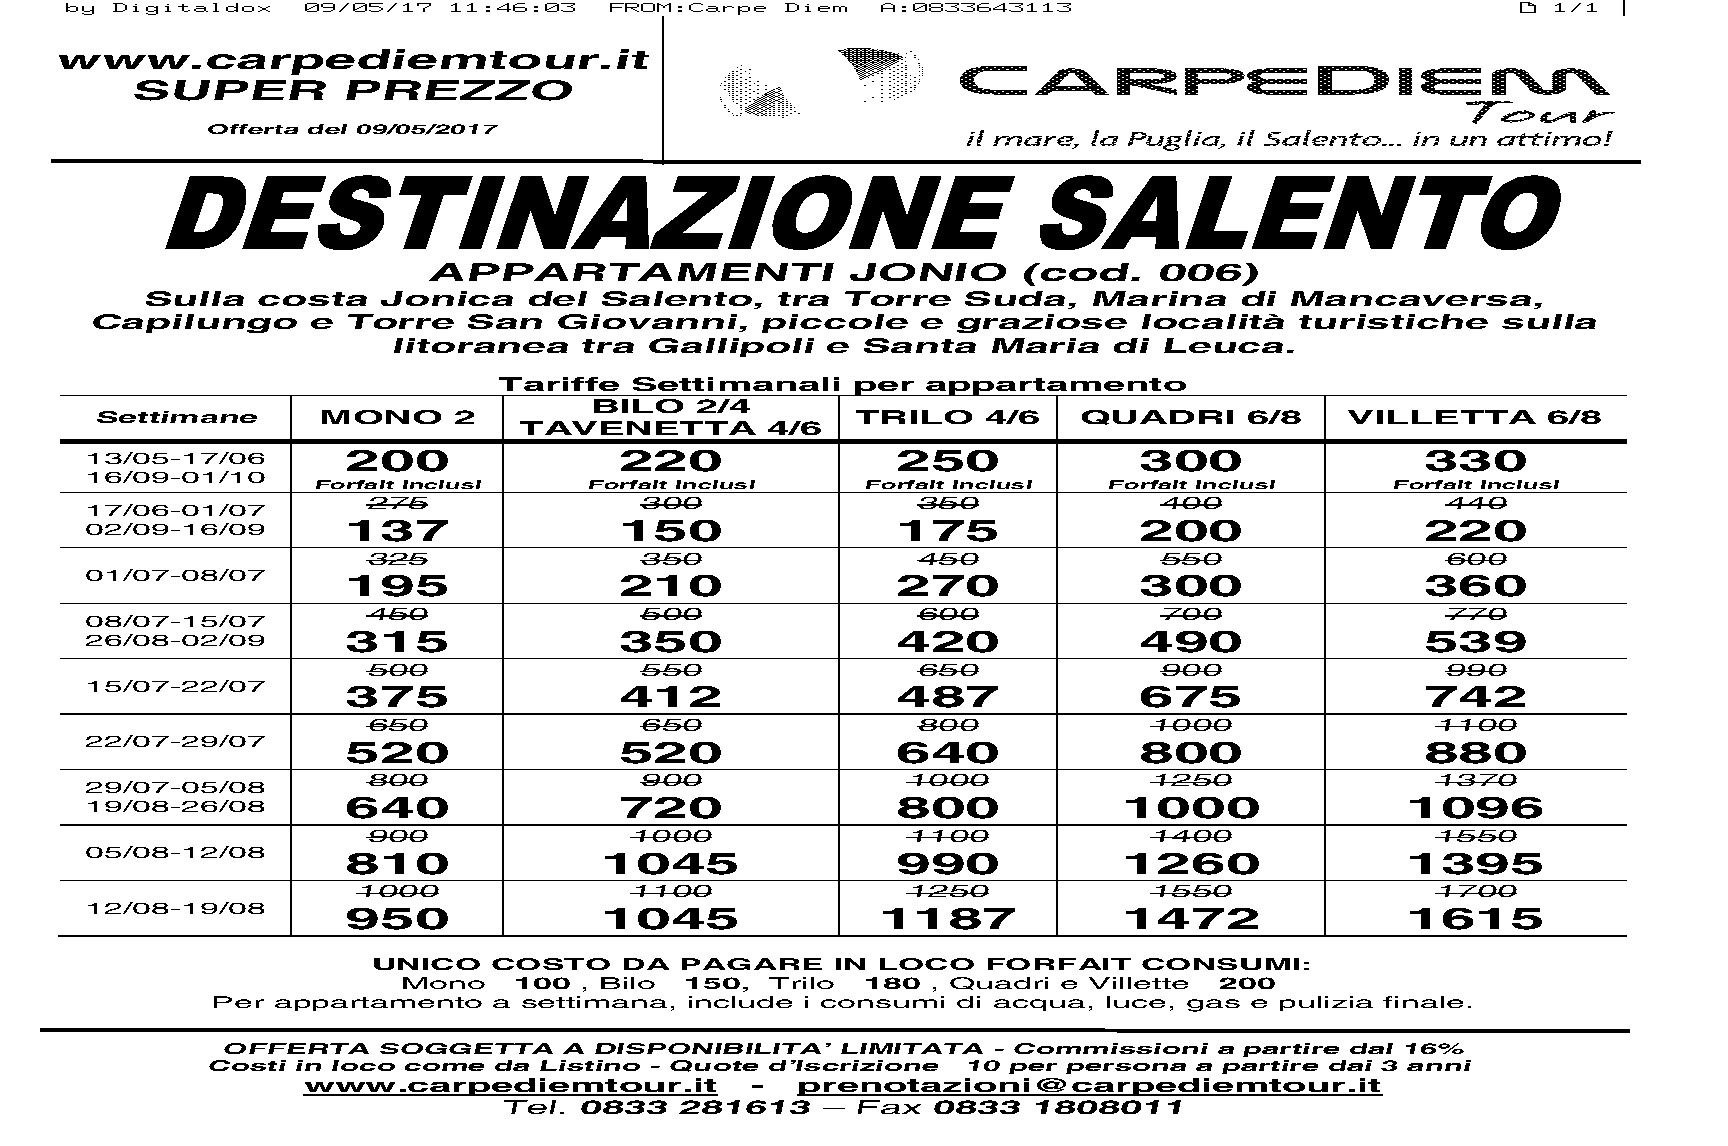 by Digitaldox 09/05/17 11:46:03 FROM:Carpe Diem A:0833643113 1/1
www.carpediemtour.it
SUPER PREZZO
Offerta del 09/05/2017
CARPEDIEM
Tour
il mare, la Puglia, il Salento... in un attimo!
DESTINAZIONE SALENTO
APPARTAMENTI JONIO (cod. 006)
Sulla costa Jonica del Salento, tra Torre Suda, Marina di Mancaversa,
Capilungo e Torre San Giovanni, piccole e graziose località turistiche sulla
litoranea tra Gallipoli e Santa Maria di Leuca.
Tariffe Settimanali per appartamento
Settimane MONO 2 BILO 2/4 TAVENETTA 4/6 TRILO 4/6 QUADRI 6/8 VILLETTA 6/8
13/05-17/06 200 220 250 300 330
16/09-01/10 Forfait Inclusi Forfait Inclusi Forfait Inclusi Forfait Inclusi Forfait Inclusi
17/06-01/07 275 300 350 400 440
02/09-16/09 137 150 175 200 220
325 350 450 550 600
01/07-08/07 195 210 270 300 360
08/07-15/07 450 500 600 700 770
26/08-02/09 315 350 420 490 539
500 550 650 900 990
15/07-22/07 375 412 487 675 742
650 650 800 1000 1100
22/07-29/07 520 520 640 800 880
29/07-05/08 800 900 1000 1250 1370
19/08-26/08 640 720 800 1000 1096
900 1000 1100 1400 1550
05/08-12/08 810 1045 990 1260 1395
1000 1100 1250 1550 1700
12/08-19/08 950 1045 1187 1472 1615
UNICO COSTO DA PAGARE IN LOCO FORFAIT CONSUMI:
Mono 100 , Bilo 150, Trilo 180 , Quadri e Villette 200
Per appartamento a settimana, include i consumi di acqua, luce, gas e pulizia finale.
OFFERTA SOGGETTA A DISPONIBILITA' LIMITATA - Commissioni a partire dal 16%
Costi in loco come da Listino - Quote d'Iscrizione 10 per persona a partire dai 3 anni
www.carpediemtour.it - prenotazioni@carpediemtour.it
Tel. 0833 281613 – Fax 0833 1808011